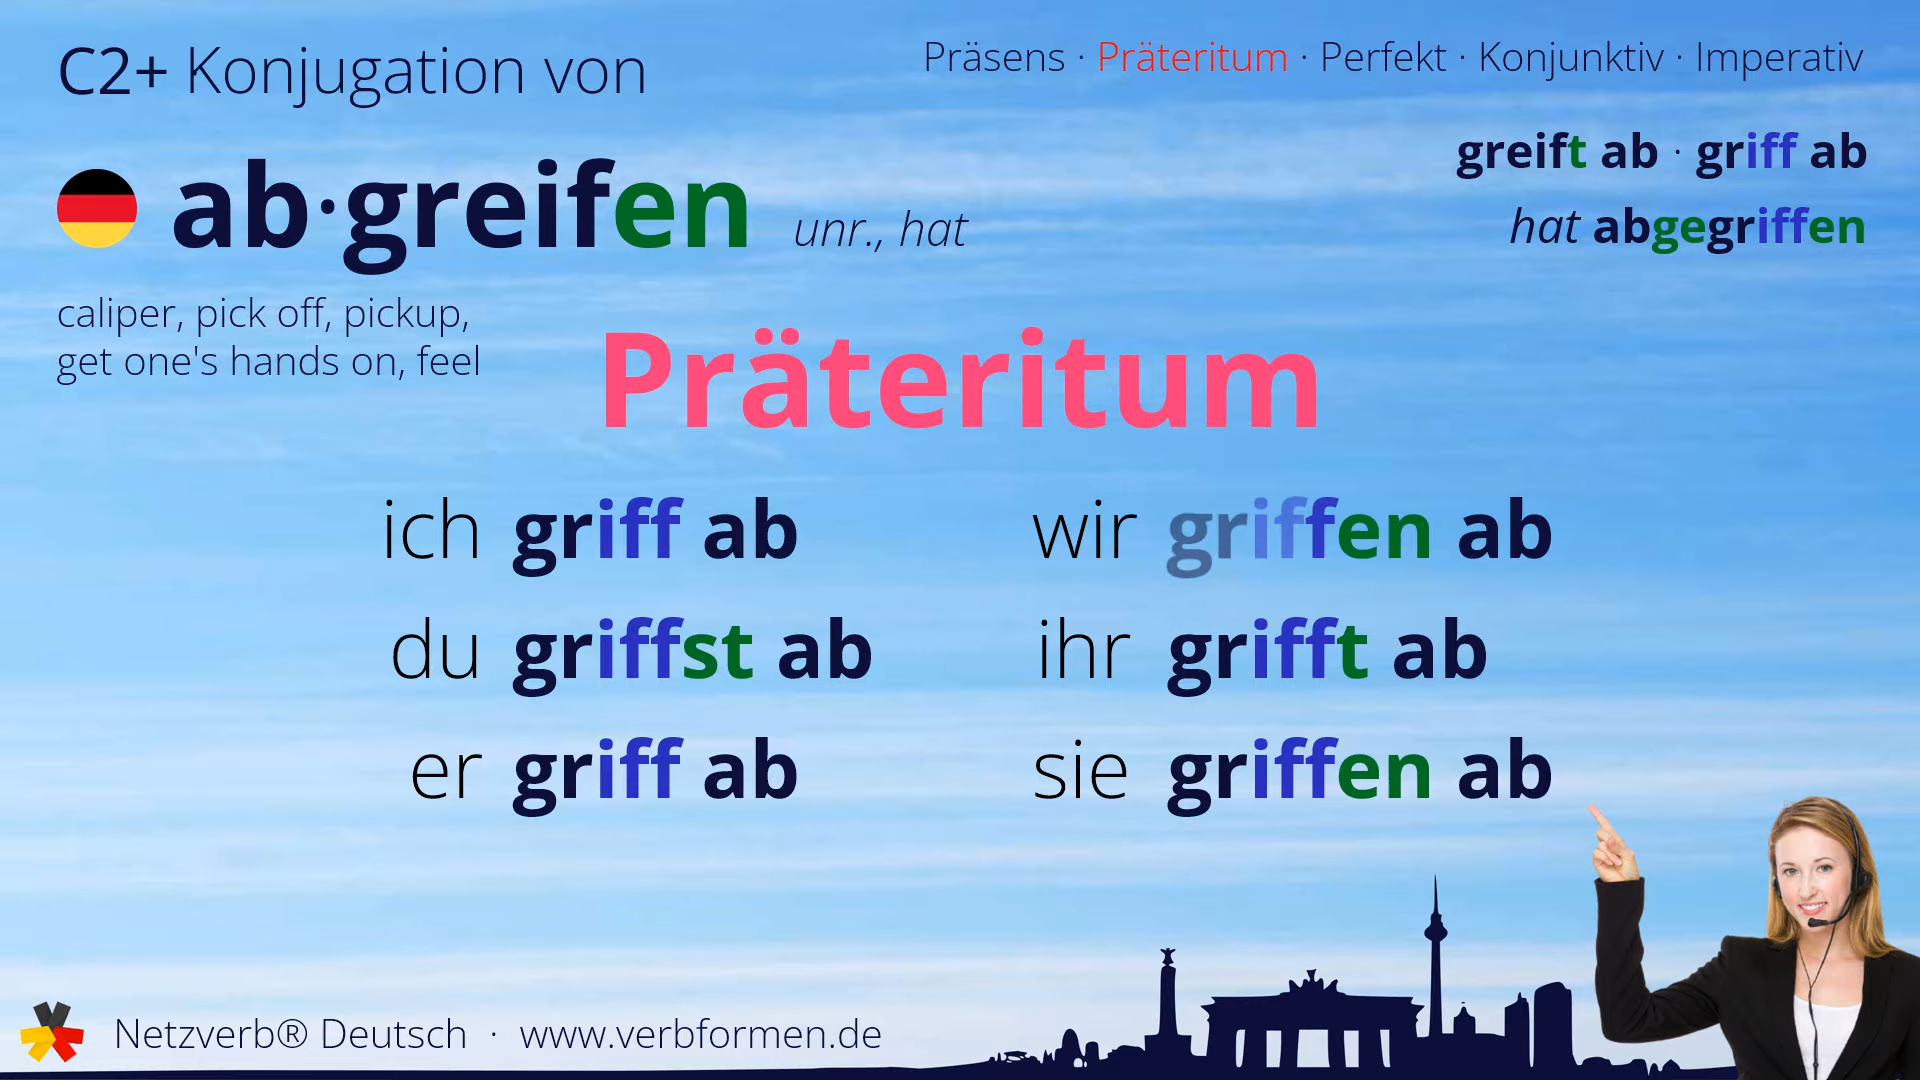 C2+ Konjugation von
Präsens · Präteritum · Perfekt · Konjunktiv · Imperativ
ab·greifen unr., hat
greift ab · griff ab
hat abgegriffen
caliper, pick off, pickup,
get one's hands on, feel
Präteritum
ich griff ab
du griffst ab
er griff ab
wir griffen ab
ihr grifft ab
sie griffen ab
Netzverb® Deutsch · www.verbformen.de